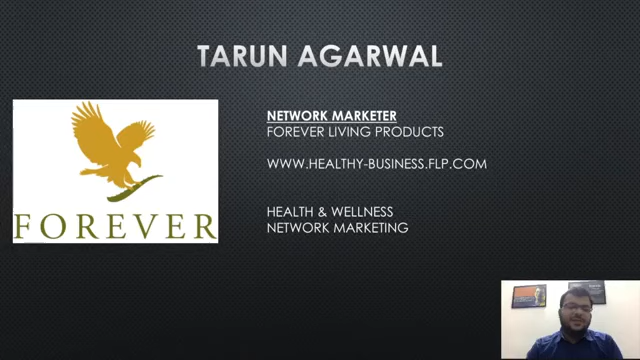 TARUN AGARWAL
NETWORK MARKETER
FOREVER LIVING PRODUCTS
WWW.HEALTHY-BUSINESS.FLP.COM
HEALTH & WELLNESS
NETWORK MARKETING
FOREVER